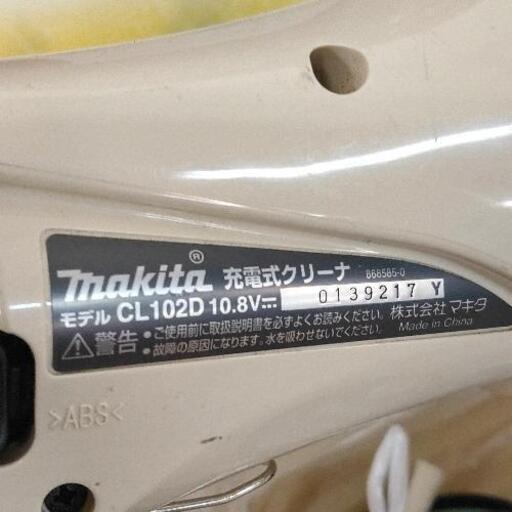 makita® 充電式クリーナ 868585-0
モデル CL102D 10.8V⎓ 0139217 Y 株式会社 マキタ
⚠警告 •ご使用前に取扱説明書を必ずよくお読みください。 Made in China
•故障の原因になります。水を吸わせないでください。
>ABS<